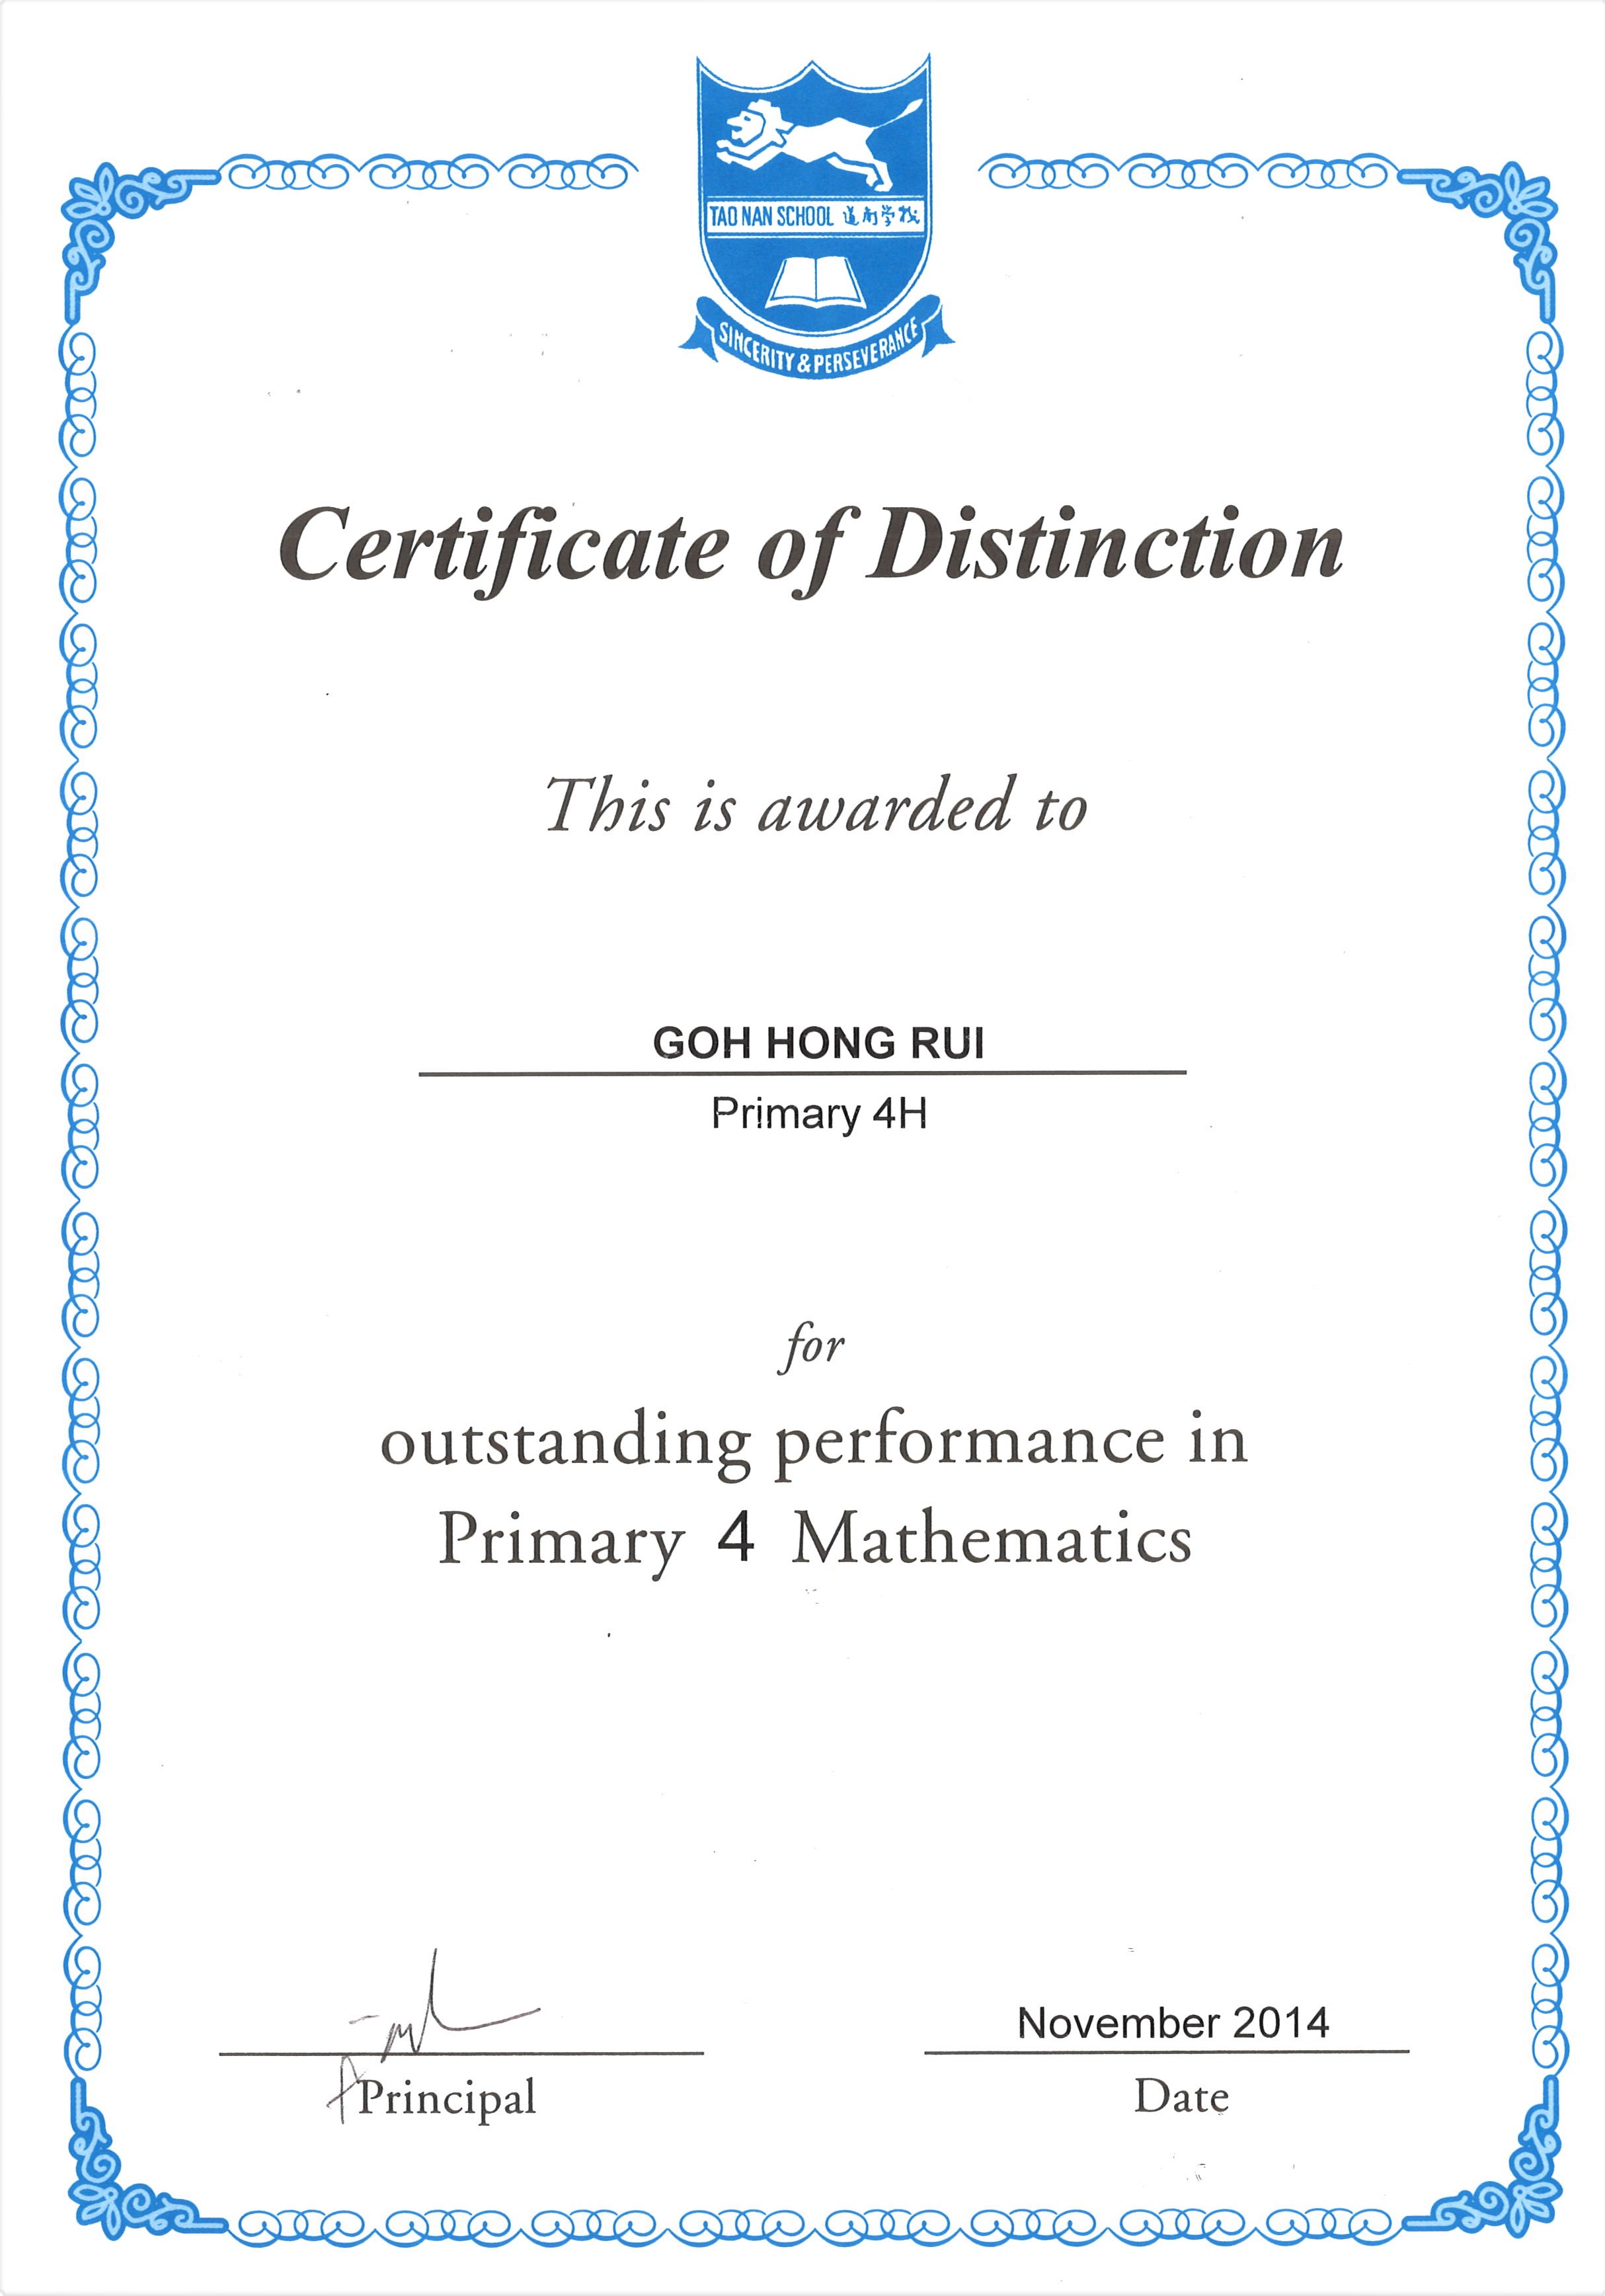 TAO NAN SCHOOL 道南学校
SINCERITY & PERSEVERANCE
Certificate of Distinction
This is awarded to
GOH HONG RUI
Primary 4H
for
outstanding performance in
Primary 4 Mathematics
November 2014
Principal
Date